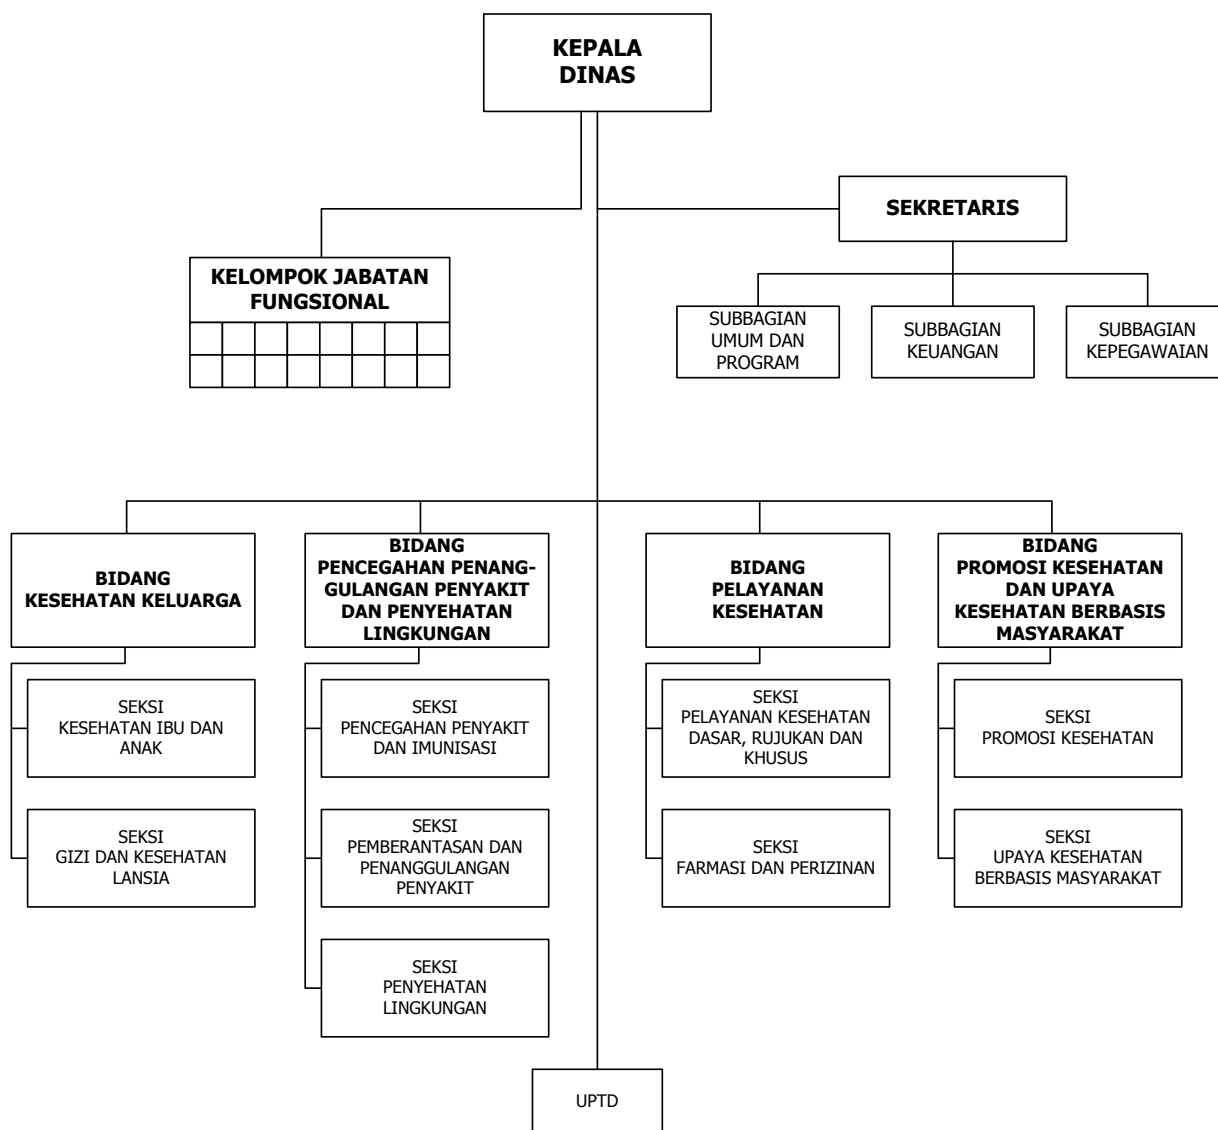 KEPALA
DINAS
SEKRETARIS
KELOMPOK JABATAN
FUNGSIONAL
SUBBAGIAN
UMUM DAN
PROGRAM
SUBBAGIAN
KEUANGAN
SUBBAGIAN
KEPEGAWAIAN
BIDANG
KESEHATAN KELUARGA
BIDANG
PENCEGAHAN PENANG-
GULANGAN PENYAKIT
DAN PENYEHATAN
LINGKUNGAN
BIDANG
PELAYANAN
KESEHATAN
BIDANG
PROMOSI KESEHATAN
DAN UPAYA
KESEHATAN BERBASIS
MASYARAKAT
SEKSI
KESEHATAN IBU DAN
ANAK
SEKSI
PENCEGAHAN PENYAKIT
DAN IMUNISASI
SEKSI
PELAYANAN KESEHATAN
DASAR, RUJUKAN DAN
KHUSUS
SEKSI
PROMOSI KESEHATAN
SEKSI
GIZI DAN KESEHATAN
LANSIA
SEKSI
PEMBERANTASAN DAN
PENANGGULANGAN
PENYAKIT
SEKSI
FARMASI DAN PERIZINAN
SEKSI
UPAYA KESEHATAN
BERBASIS MASYARAKAT
SEKSI
PENYEHATAN
LINGKUNGAN
UPTD